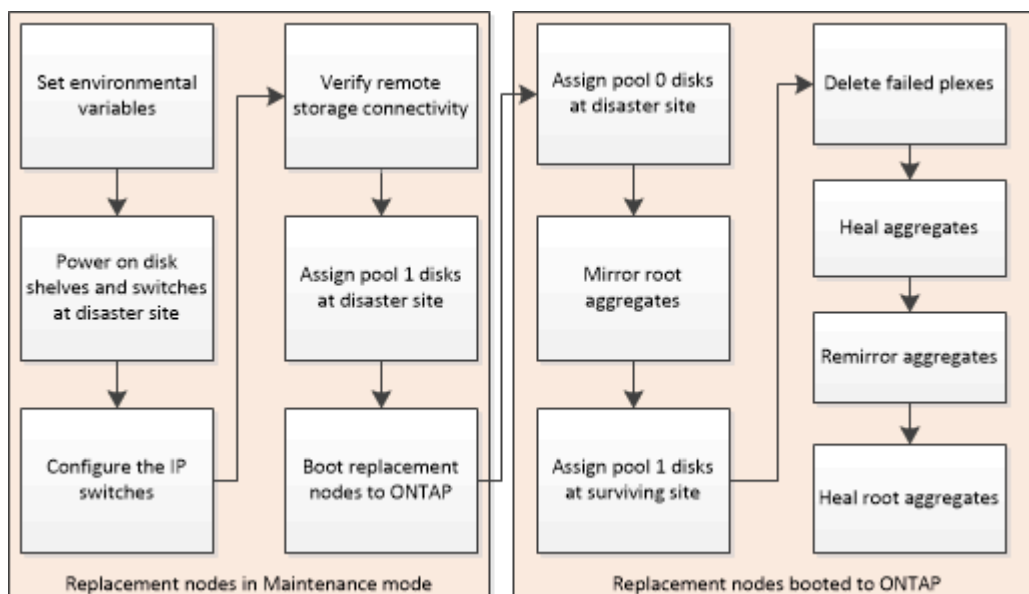 Set environmental
variables
Power on disk
shelves and switches
at disaster site
Configure the IP
switches
Verify remote
storage connectivity
Assign pool 1 disks
at disaster site
Boot replacement
nodes to ONTAP
Replacement nodes in Maintenance mode
Assign pool 0 disks
at disaster site
Mirror root
aggregates
Assign pool 1 disks
at surviving site
Delete failed plexes
Heal aggregates
Remirror aggregates
Heal root aggregates
Replacement nodes booted to ONTAP